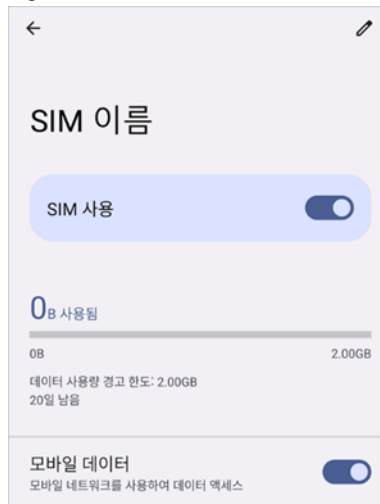 SIM 이름
SIM 사용
0B 사용됨
0B 2.00GB
데이터 사용량 경고 한도: 2.00GB
20일 남음
모바일 데이터
모바일 네트워크를 사용하여 데이터 액세스